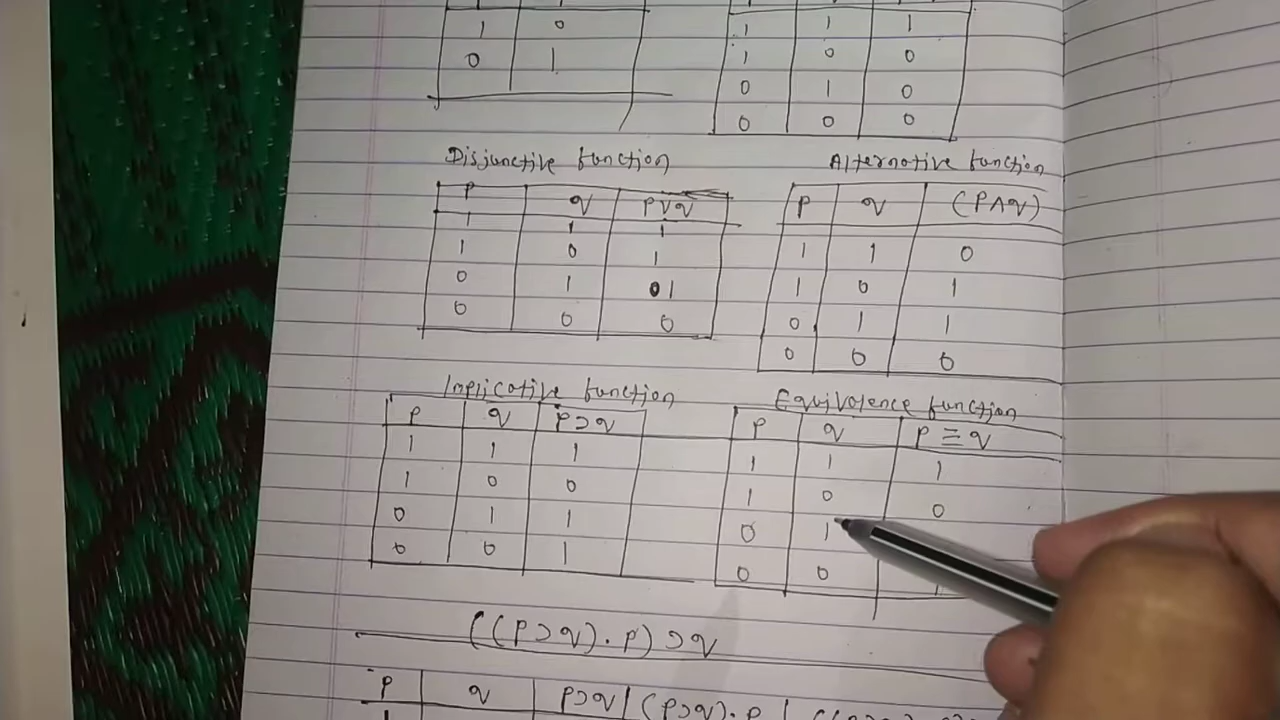 1 0
0 1
1 1 1
1 0 0
0 1 0
0 0 0
Disjunctive function
P q P∨q
1 1 1
1 0 1
0 1 01
0 0 0
Alternative function
P q (P∧q)
1 1 0
1 0 1
0 1 1
0 0 0
Implicative function
P q P⊃q
1 1 1
1 0 0
0 1 1
0 0 1
Equivalence function
P q P≡q
1 1 1
1 0 0
0 1
0 0
((P⊃q).P)⊃q
P q P⊃q (P⊃q).P